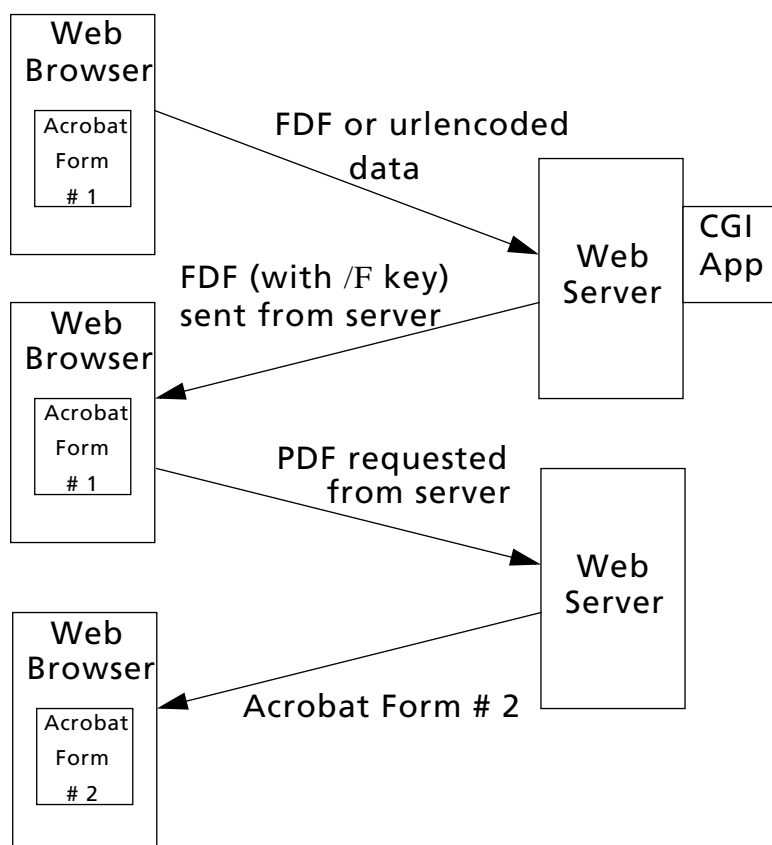 Web
Browser
Acrobat
Form
# 1
FDF or urlencoded
data
Web
Server
CGI
App
FDF (with /F key)
sent from server
Web
Browser
Acrobat
Form
# 1
PDF requested
from server
Web
Server
Web
Browser
Acrobat
Form
# 2
Acrobat Form # 2